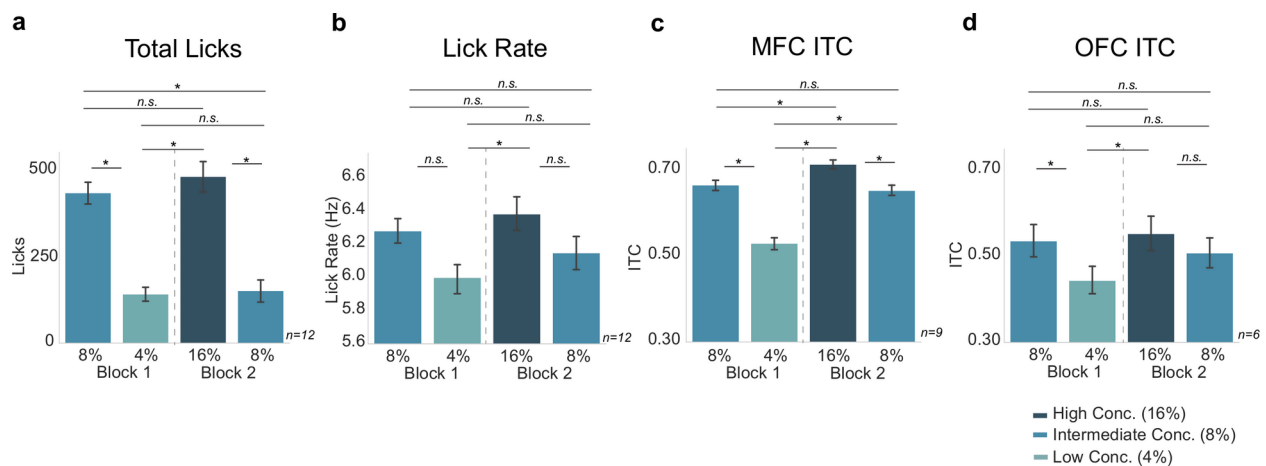 a
Total Licks
*
n.s.
n.s.
*
*
*
500
250
0
Licks
8%
4%
16%
8%
Block 1
Block 2
n=12
b
Lick Rate
n.s.
n.s.
n.s.
*
n.s.
n.s.
6.6
6.4
6.2
6.0
5.8
5.6
Lick Rate (Hz)
8%
4%
16%
8%
Block 1
Block 2
n=12
c
MFC ITC
n.s.
*
*
*
*
*
0.70
0.50
0.30
ITC
8%
4%
16%
8%
Block 1
Block 2
n=9
d
OFC ITC
n.s.
n.s.
n.s.
*
*
n.s.
0.70
0.50
0.30
ITC
8%
4%
16%
8%
Block 1
Block 2
n=6
High Conc. (16%)
Intermediate Conc. (8%)
Low Conc. (4%)